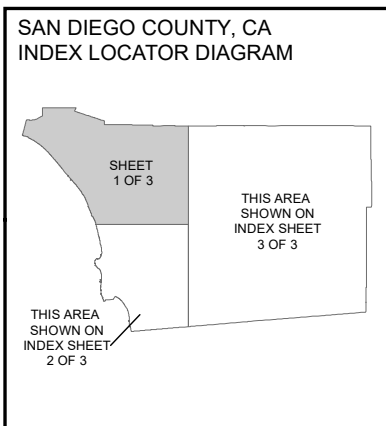 SAN DIEGO COUNTY, CA
INDEX LOCATOR DIAGRAM
SHEET
1 OF 3
THIS AREA
SHOWN ON
INDEX SHEET
3 OF 3
THIS AREA
SHOWN ON
INDEX SHEET
2 OF 3